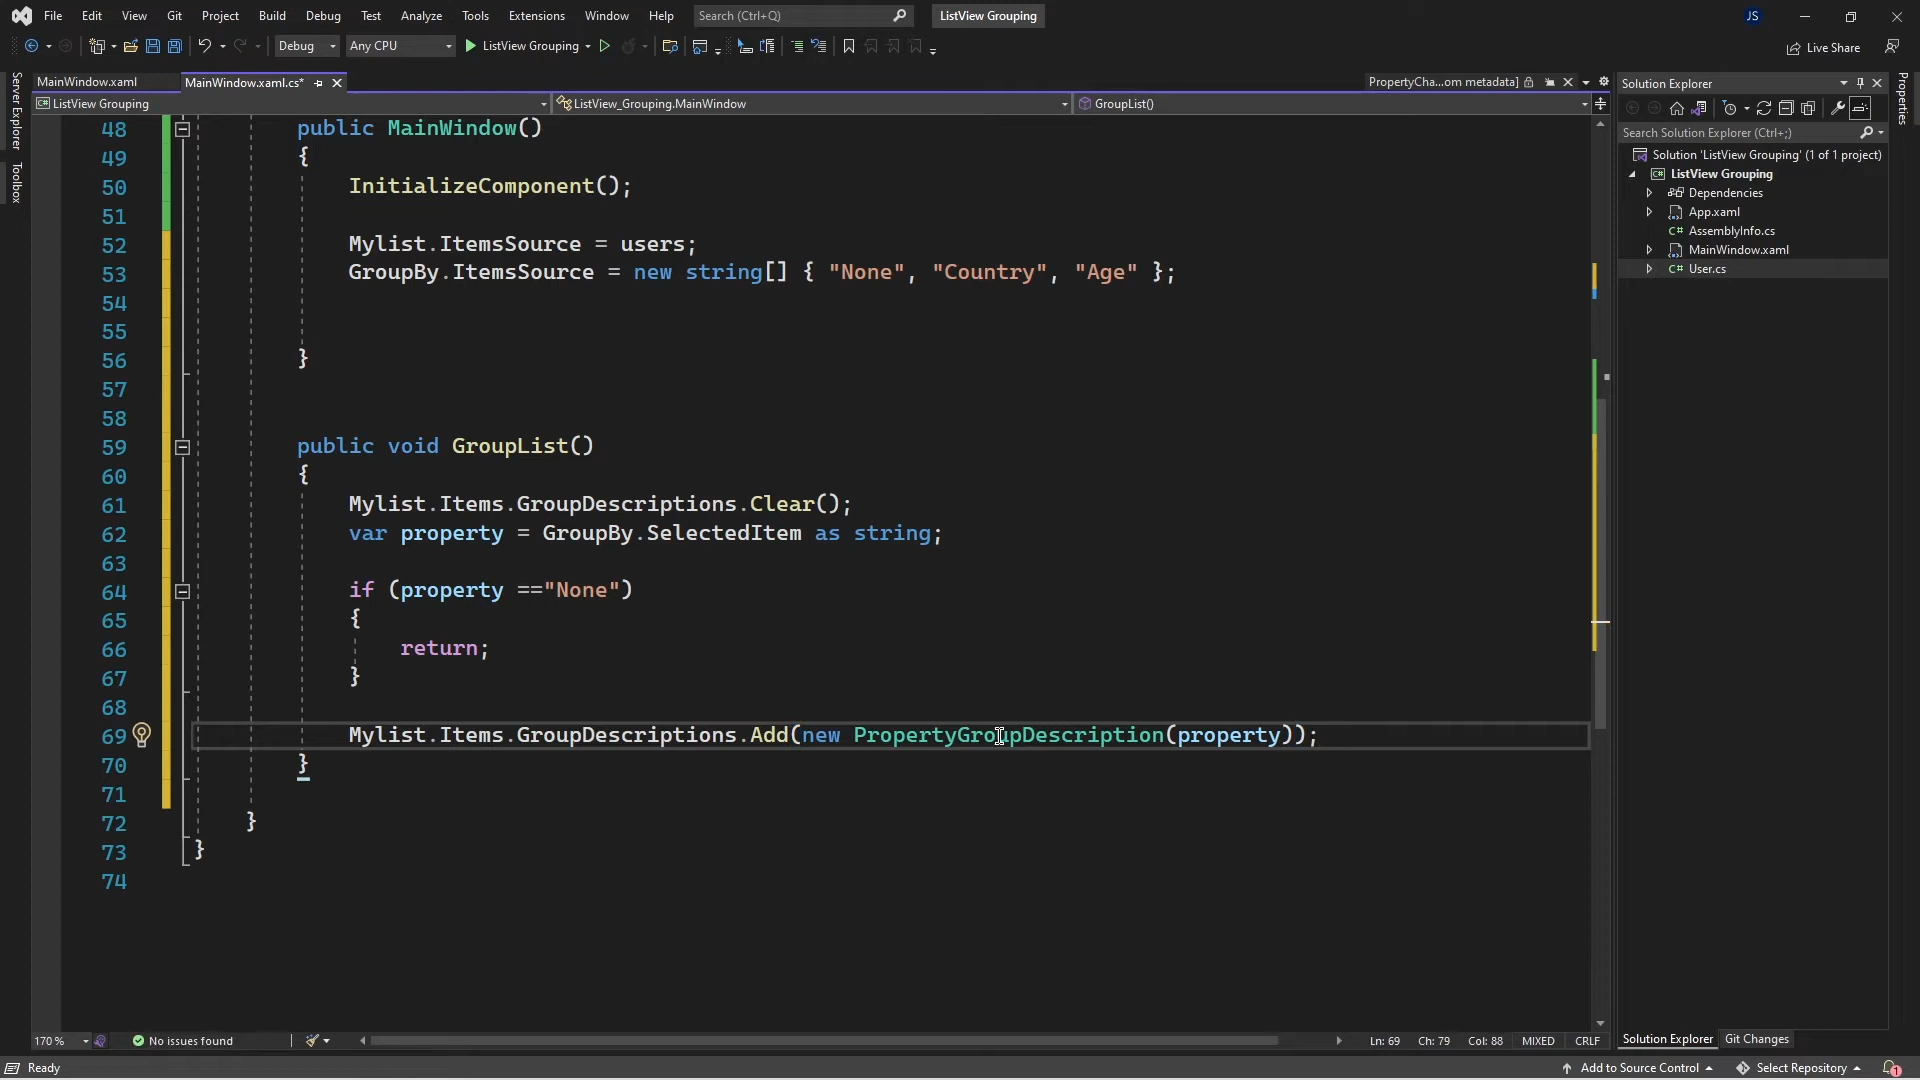 File Edit View Git Project Build Debug Test Analyze Tools Extensions Window Help Search (Ctrl+Q) ListView Grouping JS
Debug Any CPU ListView Grouping Live Share
MainWindow.xaml MainWindow.xaml.cs* PropertyCha...om metadata]
ListView Grouping ListView_Grouping.MainWindow GroupList()
Server Explorer
Toolbox
48 public MainWindow()
49 {
50 InitializeComponent();
51
52 Mylist.ItemsSource = users;
53 GroupBy.ItemsSource = new string[] { "None", "Country", "Age" };
54
55
56 }
57
58
59 public void GroupList()
60 {
61 Mylist.Items.GroupDescriptions.Clear();
62 var property = GroupBy.SelectedItem as string;
63
64 if (property =="None")
65 {
66 return;
67 }
68
69 Mylist.Items.GroupDescriptions.Add(new PropertyGroupDescription(property));
70 }
71
72 }
73 }
74
170 % No issues found Ln: 69 Ch: 79 Col: 88 MIXED CRLF
Solution Explorer
Search Solution Explorer (Ctrl+;)
Solution 'ListView Grouping' (1 of 1 project)
C# ListView Grouping
Dependencies
App.xaml
C# AssemblyInfo.cs
MainWindow.xaml
C# User.cs
Solution Explorer Git Changes
Properties
Ready Add to Source Control Select Repository 1